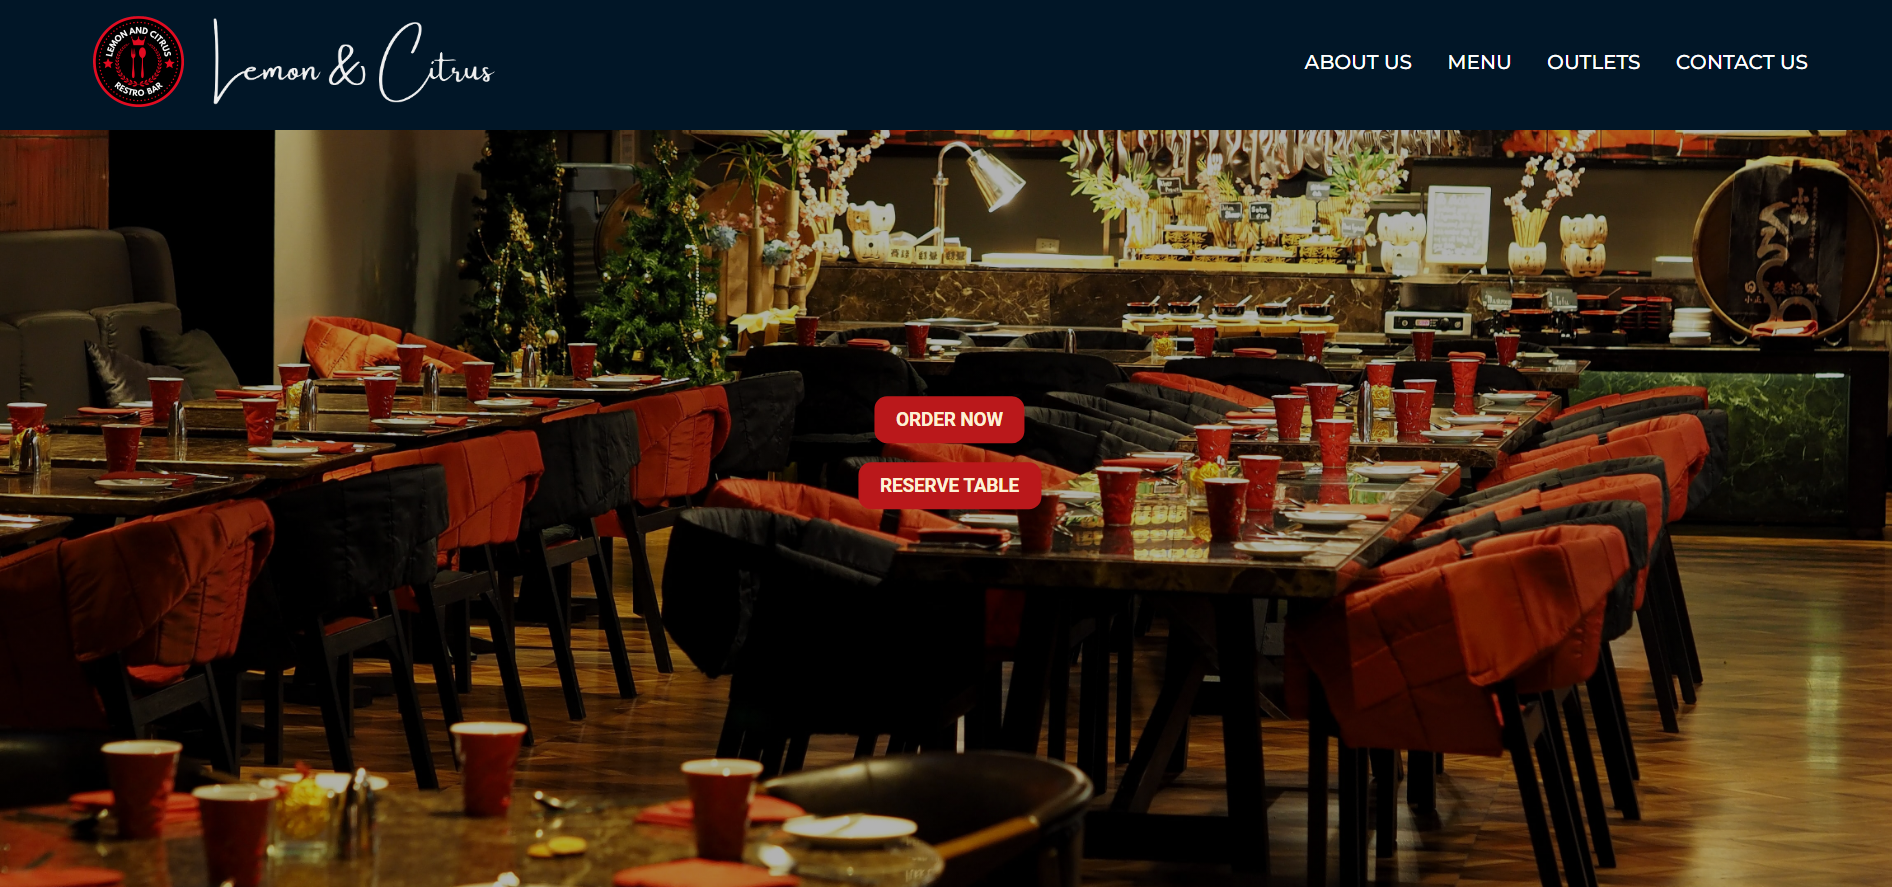 LEMON AND CITRUS
RESTRO BAR
Lemon & Citrus
ABOUT US
MENU
OUTLETS
CONTACT US
ORDER NOW
RESERVE TABLE